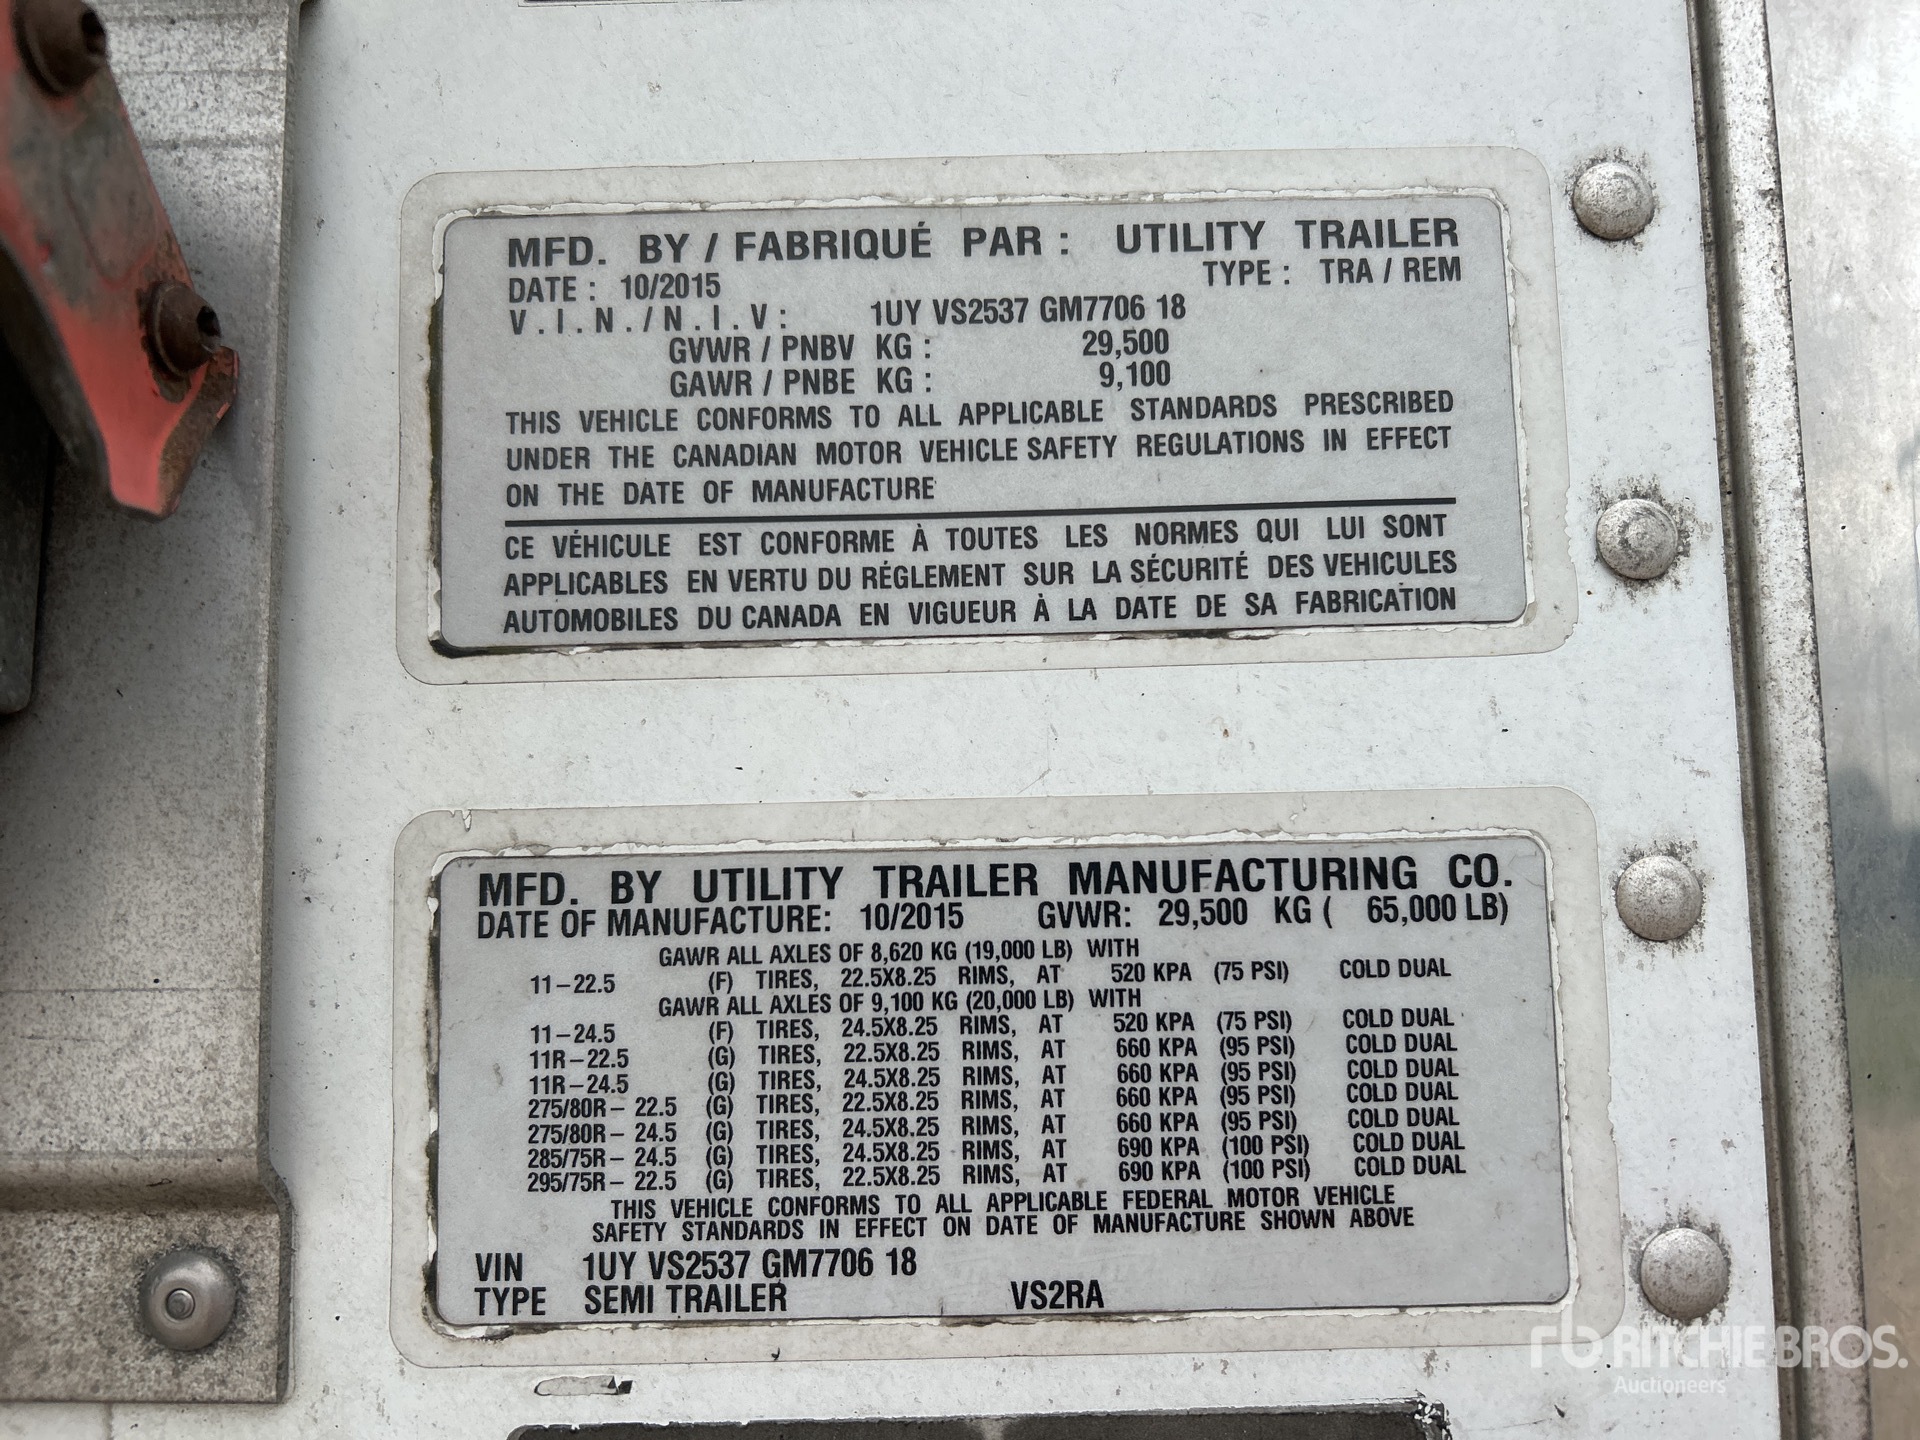 MFD. BY / FABRIQUÉ PAR : UTILITY TRAILER
DATE : 10/2015 TYPE : TRA / REM
V.I.N./N.I.V : 1UY VS2537 GM7706 18
GVWR / PNBV KG : 29,500
GAWR / PNBE KG : 9,100
THIS VEHICLE CONFORMS TO ALL APPLICABLE STANDARDS PRESCRIBED
UNDER THE CANADIAN MOTOR VEHICLE SAFETY REGULATIONS IN EFFECT
ON THE DATE OF MANUFACTURE
CE VÉHICULE EST CONFORME À TOUTES LES NORMES QUI LUI SONT
APPLICABLES EN VERTU DU RÉGLEMENT SUR LA SÉCURITÉ DES VEHICULES
AUTOMOBILES DU CANADA EN VIGUEUR À LA DATE DE SA FABRICATION
MFD. BY UTILITY TRAILER MANUFACTURING CO.
DATE OF MANUFACTURE: 10/2015 GVWR: 29,500 KG ( 65,000 LB)
GAWR ALL AXLES OF 8,620 KG (19,000 LB) WITH
11-22.5 (F) TIRES, 22.5X8.25 RIMS, AT 520 KPA (75 PSI) COLD DUAL
GAWR ALL AXLES OF 9,100 KG (20,000 LB) WITH
11-24.5 (F) TIRES, 24.5X8.25 RIMS, AT 520 KPA (75 PSI) COLD DUAL
11R-22.5 (G) TIRES, 22.5X8.25 RIMS, AT 660 KPA (95 PSI) COLD DUAL
11R-24.5 (G) TIRES, 24.5X8.25 RIMS, AT 660 KPA (95 PSI) COLD DUAL
275/80R- 22.5 (G) TIRES, 22.5X8.25 RIMS, AT 660 KPA (95 PSI) COLD DUAL
275/80R- 24.5 (G) TIRES, 24.5X8.25 RIMS, AT 660 KPA (95 PSI) COLD DUAL
285/75R- 24.5 (G) TIRES, 24.5X8.25 RIMS, AT 690 KPA (100 PSI) COLD DUAL
295/75R- 22.5 (G) TIRES, 22.5X8.25 RIMS, AT 690 KPA (100 PSI) COLD DUAL
THIS VEHICLE CONFORMS TO ALL APPLICABLE FEDERAL MOTOR VEHICLE
SAFETY STANDARDS IN EFFECT ON DATE OF MANUFACTURE SHOWN ABOVE
VIN 1UY VS2537 GM7706 18
TYPE SEMI TRAILER VS2RA
rb RITCHIE BROS.
Auctioneers